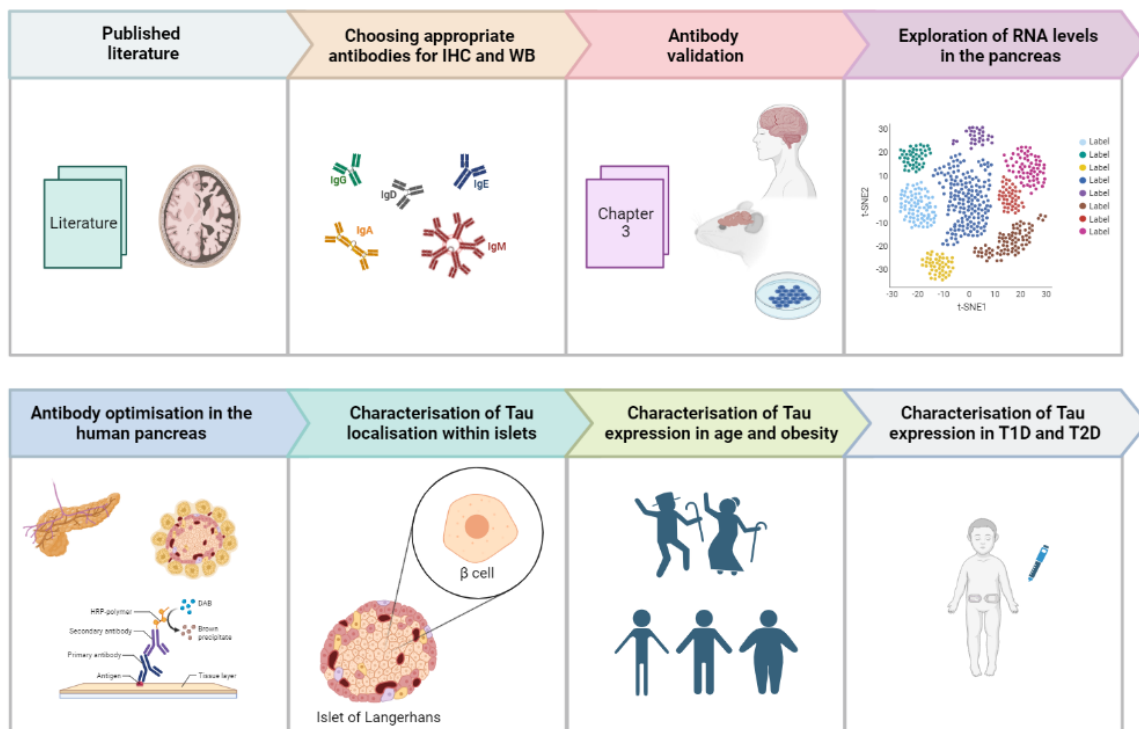 Published
literature
Choosing appropriate
antibodies for IHC and WB
Antibody
validation
Exploration of RNA levels
in the pancreas
Literature
IgG
IgD
IgE
IgA
IgM
Chapter
3
30
20
10
0
-10
-20
-30
t-SNE2
-30
-20
-10
0
10
20
30
t-SNE1
Label
Label
Label
Label
Label
Label
Label
Label
Antibody optimisation in the
human pancreas
Characterisation of Tau
localisation within islets
Characterisation of Tau
expression in age and obesity
Characterisation of Tau
expression in T1D and T2D
HRP-polymer
DAB
Secondary antibody
Brown
precipitate
Primary antibody
Antigen
Tissue layer
β cell
Islet of Langerhans